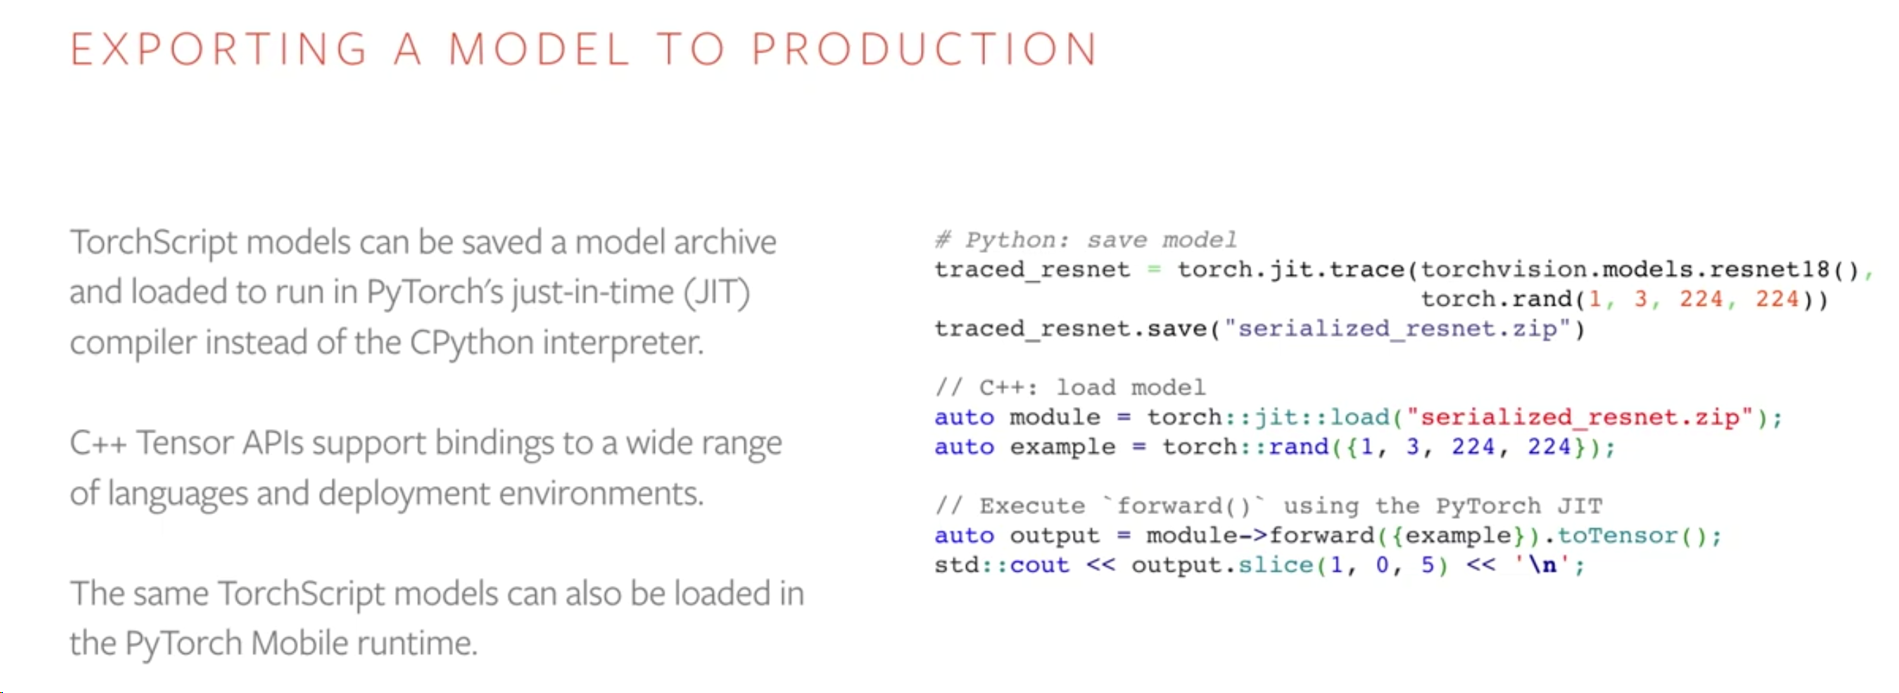 EXPORTING A MODEL TO PRODUCTION
TorchScript models can be saved a model archive
and loaded to run in PyTorch's just-in-time (JIT)
compiler instead of the CPython interpreter.
C++ Tensor APIs support bindings to a wide range
of languages and deployment environments.
The same TorchScript models can also be loaded in
the PyTorch Mobile runtime.
# Python: save model
traced_resnet = torch.jit.trace(torchvision.models.resnet18(),
torch.rand(1, 3, 224, 224))
traced_resnet.save("serialized_resnet.zip")
// C++: load model
auto module = torch::jit::load("serialized_resnet.zip");
auto example = torch::rand({1, 3, 224, 224});
// Execute `forward()` using the PyTorch JIT
auto output = module->forward({example}).toTensor();
std::cout << output.slice(1, 0, 5) << '\n';